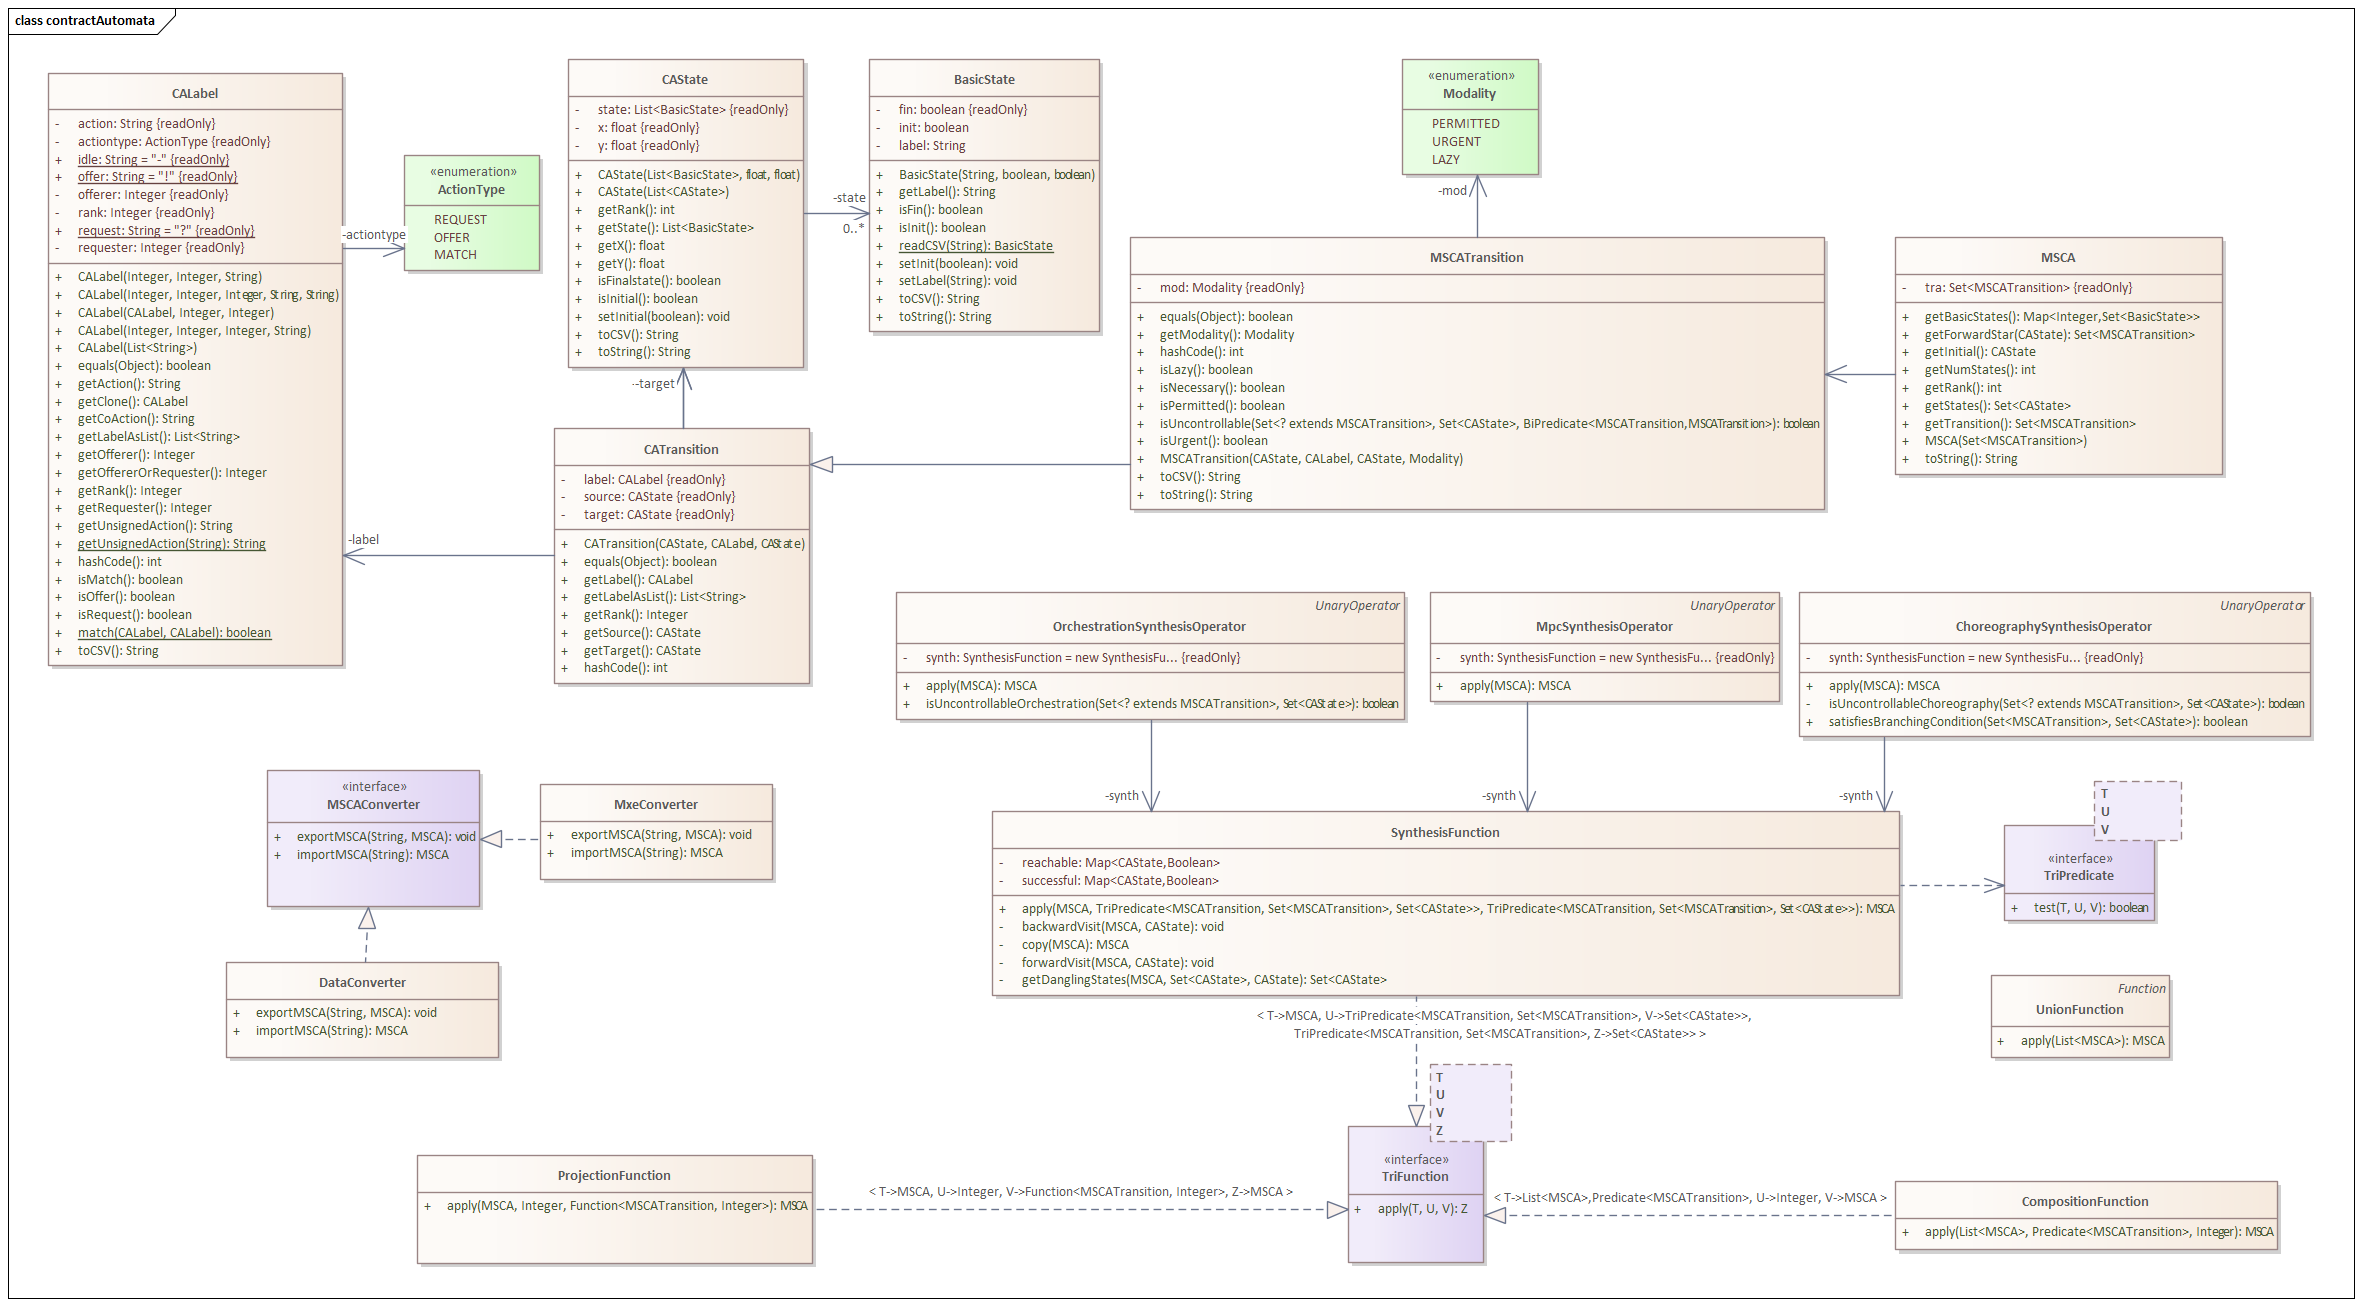 class contractAutomata
CALabel
- action: String {readOnly}
- actiontype: ActionType {readOnly}
+ idle: String = "-" {readOnly}
+ offer: String = "!" {readOnly}
- offerer: Integer {readOnly}
- rank: Integer {readOnly}
+ request: String = "?" {readOnly}
- requester: Integer {readOnly}
+ CALabel(Integer, Integer, String)
+ CALabel(Integer, Integer, Integer, String, String)
+ CALabel(CALabel, Integer, Integer)
+ CALabel(Integer, Integer, Integer, String)
+ CALabel(List<String>)
+ equals(Object): boolean
+ getAction(): String
+ getClone(): CALabel
+ getCoAction(): String
+ getLabelAsList(): List<String>
+ getOfferer(): Integer
+ getOffererOrRequester(): Integer
+ getRank(): Integer
+ getRequester(): Integer
+ getUnsignedAction(): String
+ getUnsignedAction(String): String
+ hashCode(): int
+ isMatch(): boolean
+ isOffer(): boolean
+ isRequest(): boolean
+ match(CALabel, CALabel): boolean
+ toCSV(): String
-actiontype
«enumeration»
ActionType
REQUEST
OFFER
MATCH
CAState
- state: List<BasicState> {readOnly}
- x: float {readOnly}
- y: float {readOnly}
+ CAState(List<BasicState>, float, float)
+ CAState(List<CAState>)
+ getRank(): int
+ getState(): List<BasicState>
+ getX(): float
+ getY(): float
+ isFinalstate(): boolean
+ isInitial(): boolean
+ setInitial(boolean): void
+ toCSV(): String
+ toString(): String
-state
0..*
BasicState
- fin: boolean {readOnly}
- init: boolean
- label: String
+ BasicState(String, boolean, boolean)
+ getLabel(): String
+ isFin(): boolean
+ isInit(): boolean
+ readCSV(String): BasicState
+ setInit(boolean): void
+ setLabel(String): void
+ toCSV(): String
+ toString(): String
«enumeration»
Modality
PERMITTED
URGENT
LAZY
-mod
MSCATransition
- mod: Modality {readOnly}
+ equals(Object): boolean
+ getModality(): Modality
+ hashCode(): int
+ isLazy(): boolean
+ isNecessary(): boolean
+ isPermitted(): boolean
+ isUncontrollable(Set<? extends MSCATransition>, Set<CAState>, BiPredicate<MSCATransition,MSCATransition>): boolean
+ isUrgent(): boolean
+ MSCATransition(CAState, CALabel, CAState, Modality)
+ toCSV(): String
+ toString(): String
MSCA
- tra: Set<MSCATransition> {readOnly}
+ getBasicStates(): Map<Integer,Set<BasicState>>
+ getForwardStar(CAState): Set<MSCATransition>
+ getInitial(): CAState
+ getNumStates(): int
+ getRank(): int
+ getStates(): Set<CAState>
+ getTransition(): Set<MSCATransition>
+ MSCA(Set<MSCATransition>)
+ toString(): String
--target
CATransition
- label: CALabel {readOnly}
- source: CAState {readOnly}
- target: CAState {readOnly}
+ CATransition(CAState, CALabel, CAState)
+ equals(Object): boolean
+ getLabel(): CALabel
+ getLabelAsList(): List<String>
+ getRank(): Integer
+ getSource(): CAState
+ getTarget(): CAState
+ hashCode(): int
-label
UnaryOperator
OrchestrationSynthesisOperator
- synth: SynthesisFunction = new SynthesisFu... {readOnly}
+ apply(MSCA): MSCA
+ isUncontrollableOrchestration(Set<? extends MSCATransition>, Set<CAState>): boolean
UnaryOperator
MpcSynthesisOperator
- synth: SynthesisFunction = new SynthesisFu... {readOnly}
+ apply(MSCA): MSCA
UnaryOperator
ChoreographySynthesisOperator
- synth: SynthesisFunction = new SynthesisFu... {readOnly}
+ apply(MSCA): MSCA
- isUncontrollableChoreography(Set<? extends MSCATransition>, Set<CAState>): boolean
+ satisfiesBranchingCondition(Set<MSCATransition>, Set<CAState>): boolean
-synth
-synth
-synth
«interface»
MSCAConverter
+ exportMSCA(String, MSCA): void
+ importMSCA(String): MSCA
MxeConverter
+ exportMSCA(String, MSCA): void
+ importMSCA(String): MSCA
DataConverter
+ exportMSCA(String, MSCA): void
+ importMSCA(String): MSCA
SynthesisFunction
- reachable: Map<CAState,Boolean>
- successful: Map<CAState,Boolean>
+ apply(MSCA, TriPredicate<MSCATransition, Set<MSCATransition>, Set<CAState>>, TriPredicate<MSCATransition, Set<MSCATransition>, Set<CAState>>): MSCA
- backwardVisit(MSCA, CAState): void
- copy(MSCA): MSCA
- forwardVisit(MSCA, CAState): void
- getDanglingStates(MSCA, Set<CAState>, CAState): Set<CAState>
T
U
V
«interface»
TriPredicate
+ test(T, U, V): boolean
Function
UnionFunction
+ apply(List<MSCA>): MSCA
< T->MSCA, U->TriPredicate<MSCATransition, Set<MSCATransition>, V->Set<CAState>>,
TriPredicate<MSCATransition, Set<MSCATransition>, Z->Set<CAState>> >
T
U
V
Z
«interface»
TriFunction
+ apply(T, U, V): Z
ProjectionFunction
+ apply(MSCA, Integer, Function<MSCATransition, Integer>): MSCA
< T->MSCA, U->Integer, V->Function<MSCATransition, Integer>, Z->MSCA >
< T->List<MSCA>,Predicate<MSCATransition>, U->Integer, V->MSCA >
CompositionFunction
+ apply(List<MSCA>, Predicate<MSCATransition>, Integer): MSCA